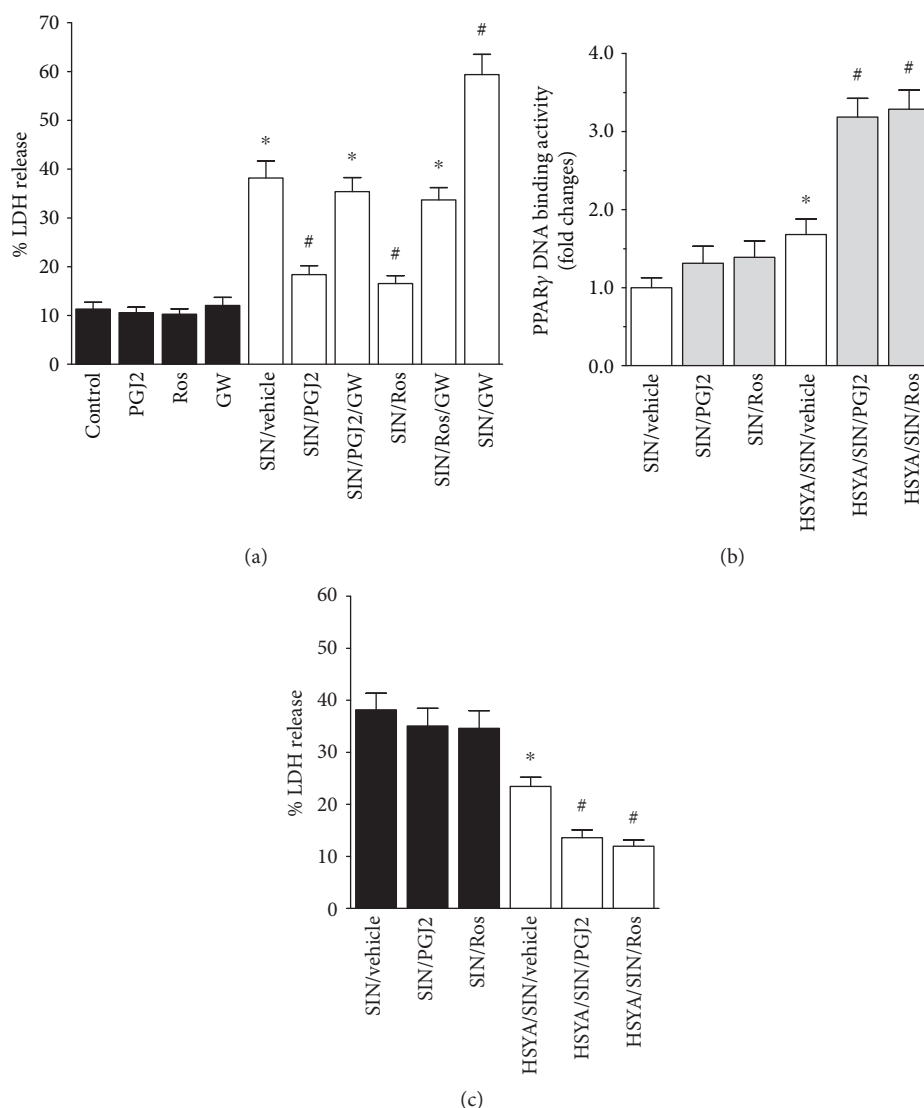 % LDH release
70
60
50
40
30
20
10
0
*
#
*
#
*
#
Control
PGJ2
Ros
GW
SIN/vehicle
SIN/PGJ2
SIN/PGJ2/GW
SIN/Ros
SIN/Ros/GW
SIN/GW
(a)
PPARγ DNA binding activity
(fold changes)
4.0
3.0
2.0
1.0
0.0
*
#
#
SIN/vehicle
SIN/PGJ2
SIN/Ros
HSYA/SIN/vehicle
HSYA/SIN/PGJ2
HSYA/SIN/Ros
(b)
% LDH release
60
50
40
30
20
10
0
*
#
#
SIN/vehicle
SIN/PGJ2
SIN/Ros
HSYA/SIN/vehicle
HSYA/SIN/PGJ2
HSYA/SIN/Ros
(c)